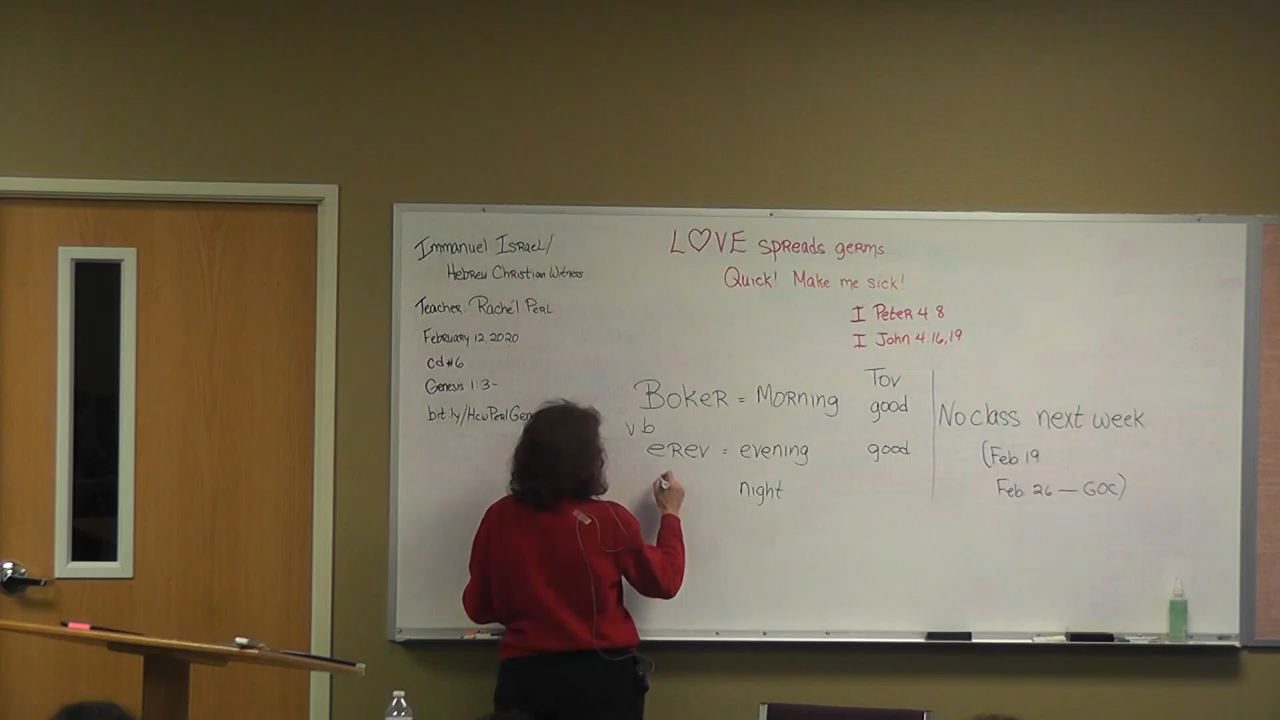 Immanuel Israel/
Hebrew Christian Witness
Teacher: Rachel Perl
February 12, 2020
cd#6
Genesis 1:3-
LOVE spreads germs
Quick! Make me sick!
I Peter 4:8
I John 4:16,19
Boker = Morning
Tov
good
v b
erev = evening
good
night
No class next week
(Feb 19
Feb. 26 — GOC)